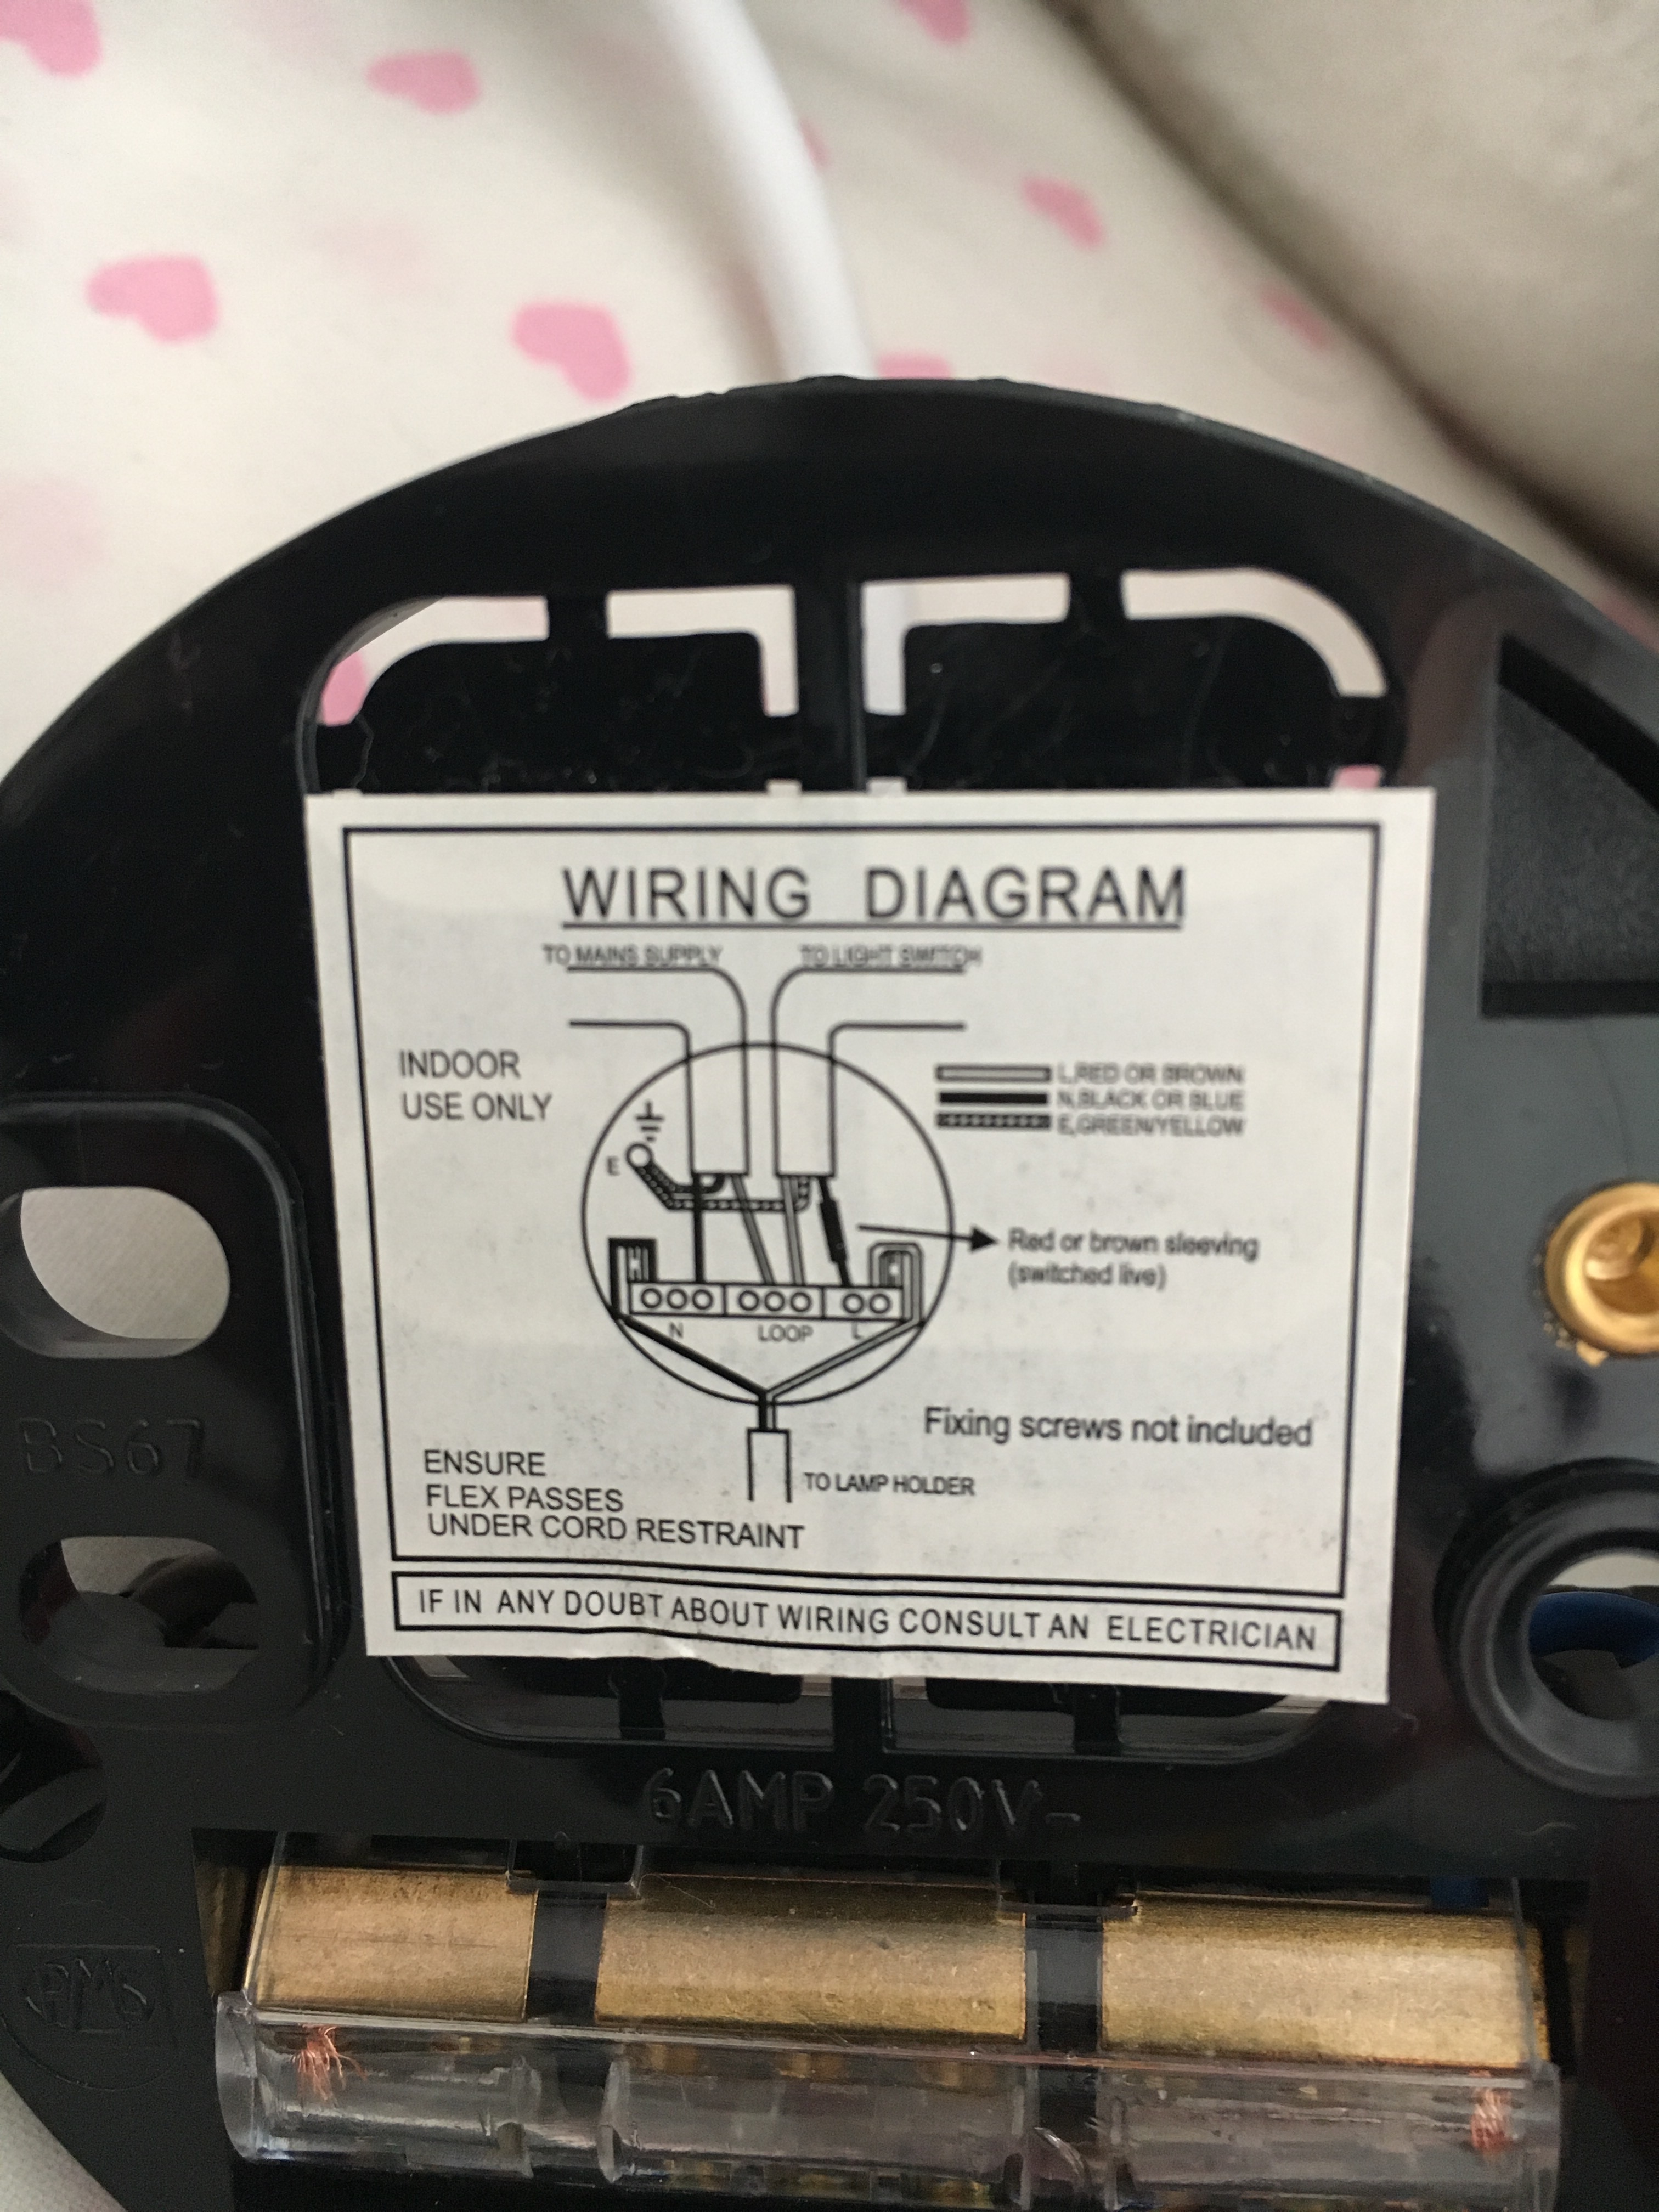 WIRING DIAGRAM
TO MAINS SUPPLY TO LIGHT SWITCH
INDOOR
USE ONLY
L,RED OR BROWN
N,BLACK OR BLUE
E,GREEN/YELLOW
E
Red or brown sleeving
(switched live)
N LOOP L
Fixing screws not included
ENSURE
FLEX PASSES
UNDER CORD RESTRAINT
TO LAMP HOLDER
IF IN ANY DOUBT ABOUT WIRING CONSULT AN ELECTRICIAN
BS67
6AMP 250V~